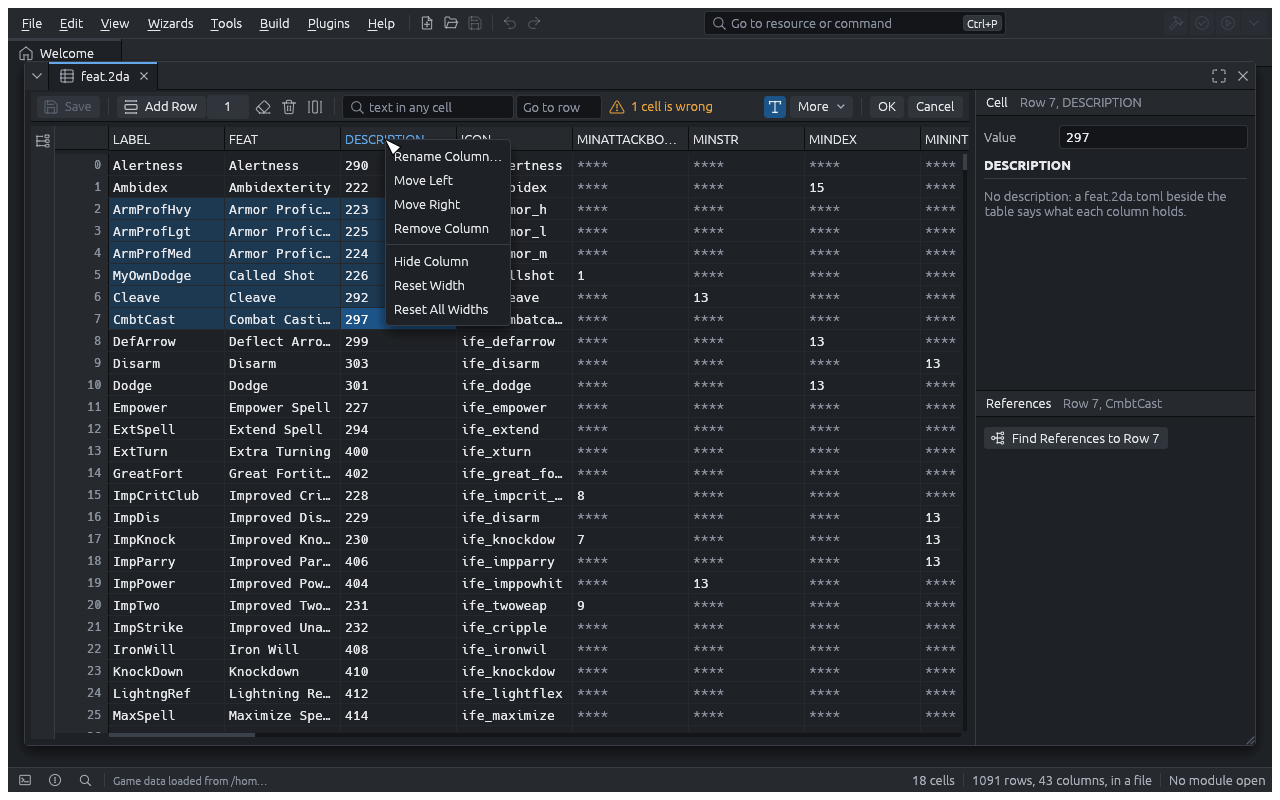 File Edit View Wizards Tools Build Plugins Help Go to resource or command Ctrl+P
Welcome
feat.2da
Save Add Row 1 text in any cell Go to row 1 cell is wrong T More OK Cancel
Cell Row 7, DESCRIPTION
Value 297
DESCRIPTION
No description: a feat.2da.toml beside the
table says what each column holds.
References Row 7, CmbtCast
Find References to Row 7
LABEL FEAT DESCRIPTION ICON MINATTACKBO... MINSTR MINDEX MININT
0 Alertness Alertness 290 ertness **** **** **** ****
1 Ambidex Ambidexterity 222 bidex **** **** 15 ****
2 ArmProfHvy Armor Profic... 223 mor_h **** **** **** ****
3 ArmProfLgt Armor Profic... 225 mor_l **** **** **** ****
4 ArmProfMed Armor Profic... 224 mor_m **** **** **** ****
5 MyOwnDodge Called Shot 226 llshot 1 **** **** ****
6 Cleave Cleave 292 eave **** 13 **** ****
7 CmbtCast Combat Casti... 297 mbatca... **** **** **** ****
8 DefArrow Deflect Arro... 299 ife_defarrow **** **** 13 ****
9 Disarm Disarm 303 ife_disarm **** **** **** 13
10 Dodge Dodge 301 ife_dodge **** **** 13 ****
11 Empower Empower Spell 227 ife_empower **** **** **** ****
12 ExtSpell Extend Spell 294 ife_extend **** **** **** ****
13 ExtTurn Extra Turning 400 ife_xturn **** **** **** ****
14 GreatFort Great Fortit... 402 ife_great_fo... **** **** **** ****
15 ImpCritClub Improved Cri... 228 ife_impcrit_... 8 **** **** ****
16 ImpDis Improved Dis... 229 ife_disarm **** **** **** 13
17 ImpKnock Improved Kno... 230 ife_knockdow 7 **** **** 13
18 ImpParry Improved Par... 406 ife_impparry **** **** **** 13
19 ImpPower Improved Pow... 404 ife_imppowhit **** 13 **** ****
20 ImpTwo Improved Two... 231 ife_twoweap 9 **** **** ****
21 ImpStrike Improved Una... 232 ife_cripple **** **** **** ****
22 IronWill Iron Will 408 ife_ironwil **** **** **** ****
23 KnockDown Knockdown 410 ife_knockdow **** **** **** ****
24 LightngRef Lightning Re... 412 ife_lightflex **** **** **** ****
25 MaxSpell Maximize Spe... 414 ife_maximize **** **** **** ****
Rename Column...
Move Left
Move Right
Remove Column
Hide Column
Reset Width
Reset All Widths
Game data loaded from /hom... 18 cells 1091 rows, 43 columns, in a file No module open